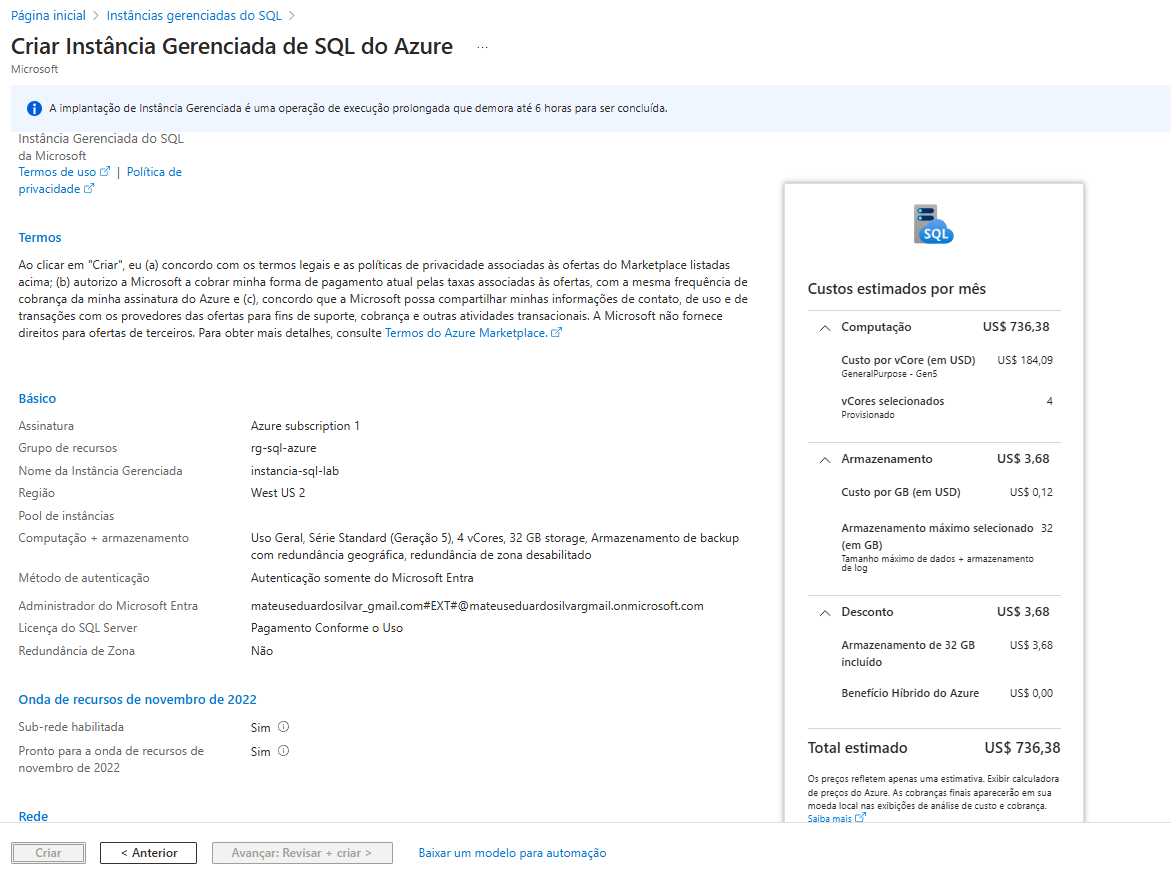 Página inicial > Instâncias gerenciadas do SQL >
Criar Instância Gerenciada de SQL do Azure ...
Microsoft
A implantação de Instância Gerenciada é uma operação de execução prolongada que demora até 6 horas para ser concluída.
Instância Gerenciada do SQL
da Microsoft
Termos de uso | Política de
privacidade
Termos
Ao clicar em "Criar", eu (a) concordo com os termos legais e as políticas de privacidade associadas às ofertas do Marketplace listadas
acima; (b) autorizo a Microsoft a cobrar minha forma de pagamento atual pelas taxas associadas às ofertas, com a mesma frequência de
cobrança da minha assinatura do Azure e (c), concordo que a Microsoft possa compartilhar minhas informações de contato, de uso e de
transações com os provedores das ofertas para fins de suporte, cobrança e outras atividades transacionais. A Microsoft não fornece
direitos para ofertas de terceiros. Para obter mais detalhes, consulte Termos do Azure Marketplace.
Básico
Assinatura Azure subscription 1
Grupo de recursos rg-sql-azure
Nome da Instância Gerenciada instancia-sql-lab
Região West US 2
Pool de instâncias
Computação + armazenamento Uso Geral, Série Standard (Geração 5), 4 vCores, 32 GB storage, Armazenamento de backup
com redundância geográfica, redundância de zona desabilitado
Método de autenticação Autenticação somente do Microsoft Entra
Administrador do Microsoft Entra mateuseduardosilvar_gmail.com#EXT#@mateuseduardosilvargmail.onmicrosoft.com
Licença do SQL Server Pagamento Conforme o Uso
Redundância de Zona Não
Onda de recursos de novembro de 2022
Sub-rede habilitada Sim
Pronto para a onda de recursos de Sim
novembro de 2022
Rede
SQL
Custos estimados por mês
Computação US$ 736,38
Custo por vCore (em USD) US$ 184,09
GeneralPurpose - Gen5
vCores selecionados 4
Provisionado
Armazenamento US$ 3,68
Custo por GB (em USD) US$ 0,12
Armazenamento máximo selecionado 32
(em GB)
Tamanho máximo de dados + armazenamento
de log
Desconto US$ 3,68
Armazenamento de 32 GB US$ 3,68
incluído
Benefício Híbrido do Azure US$ 0,00
Total estimado US$ 736,38
Os preços refletem apenas uma estimativa. Exibir calculadora
de preços do Azure. As cobranças finais aparecerão em sua
moeda local nas exibições de análise de custo e cobrança.
Saiba mais
Criar < Anterior Avançar: Revisar + criar > Baixar um modelo para automação